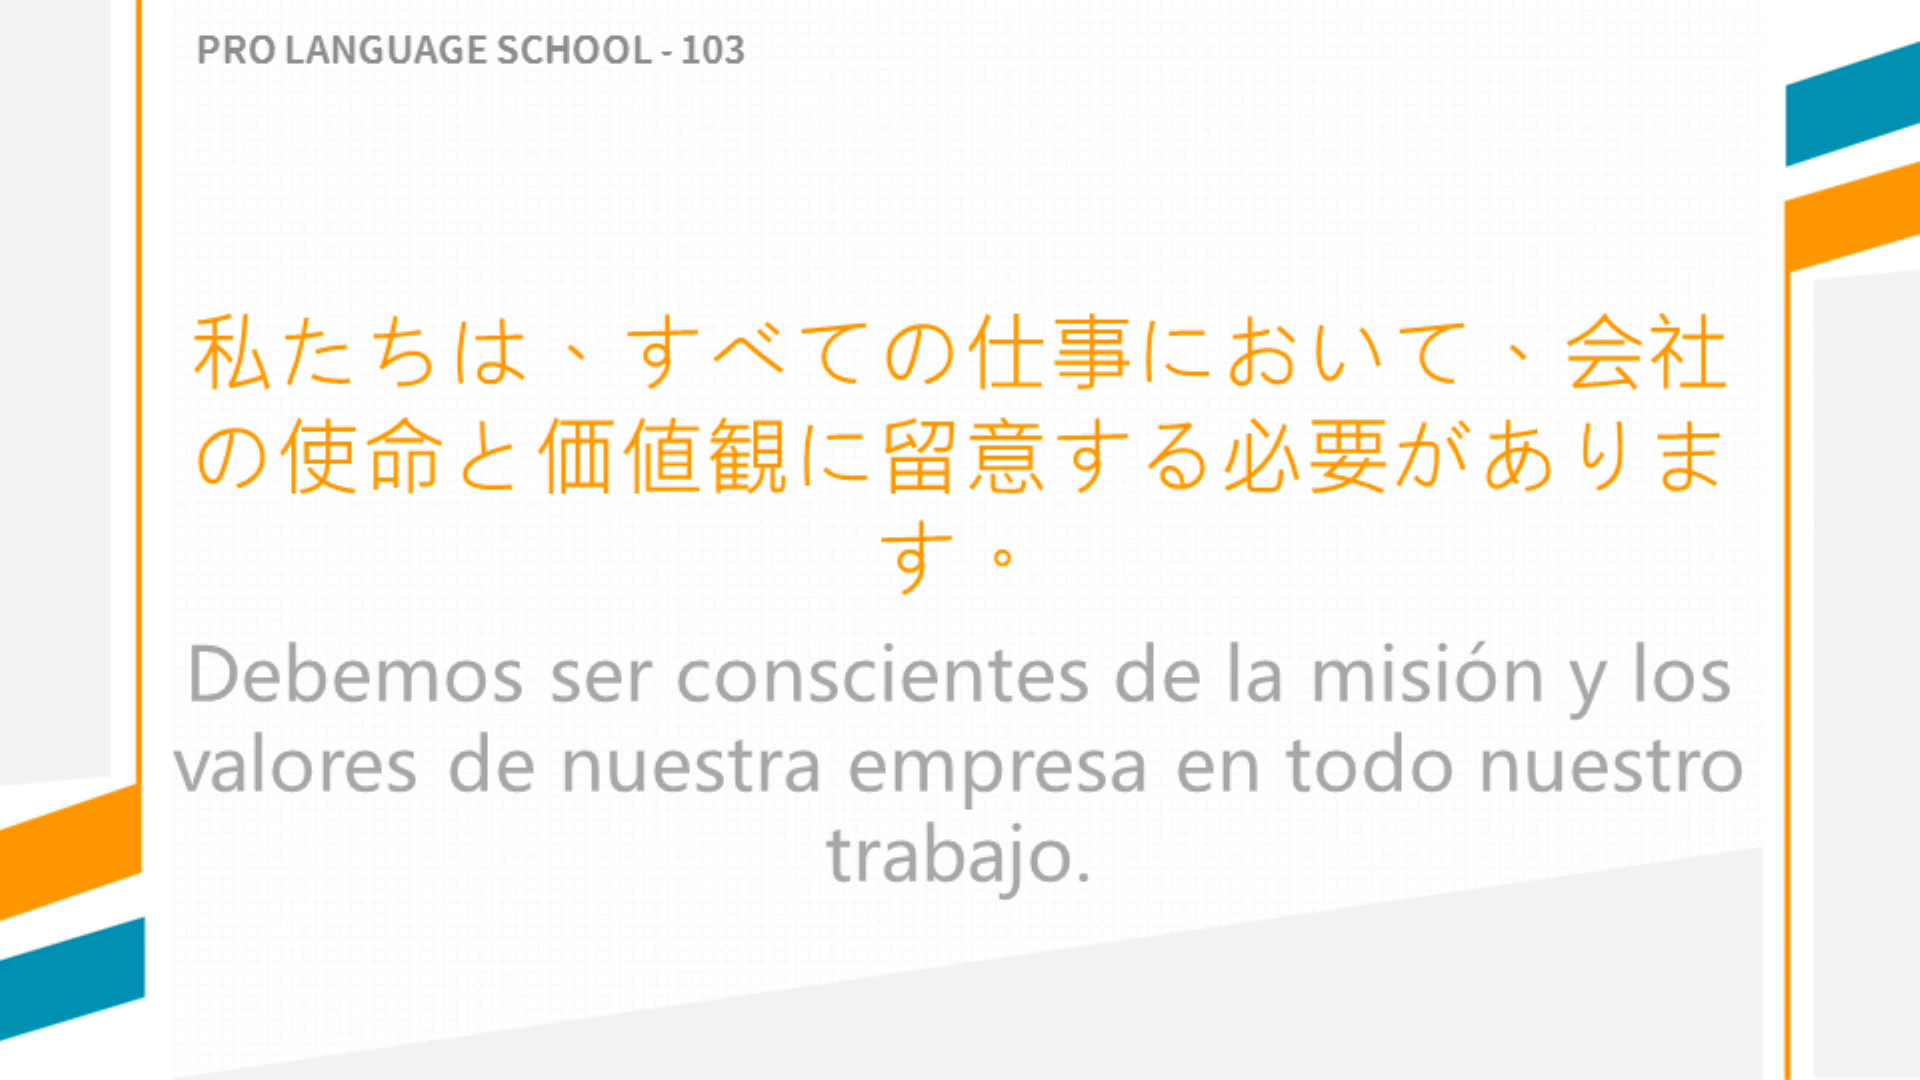 PRO LANGUAGE SCHOOL - 103
私たちは、すべての仕事において、会社
の使命と価値観に留意する必要がありま
す。
Debemos ser conscientes de la misión y los
valores de nuestra empresa en todo nuestro
trabajo.